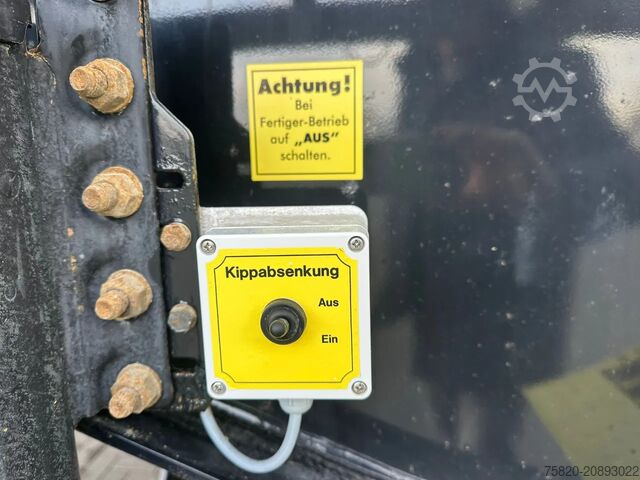 Achtung!
Bei
Fertiger-Betrieb
auf „AUS”
schalten.
Kippabsenkung
Aus
Ein
75820-20893022